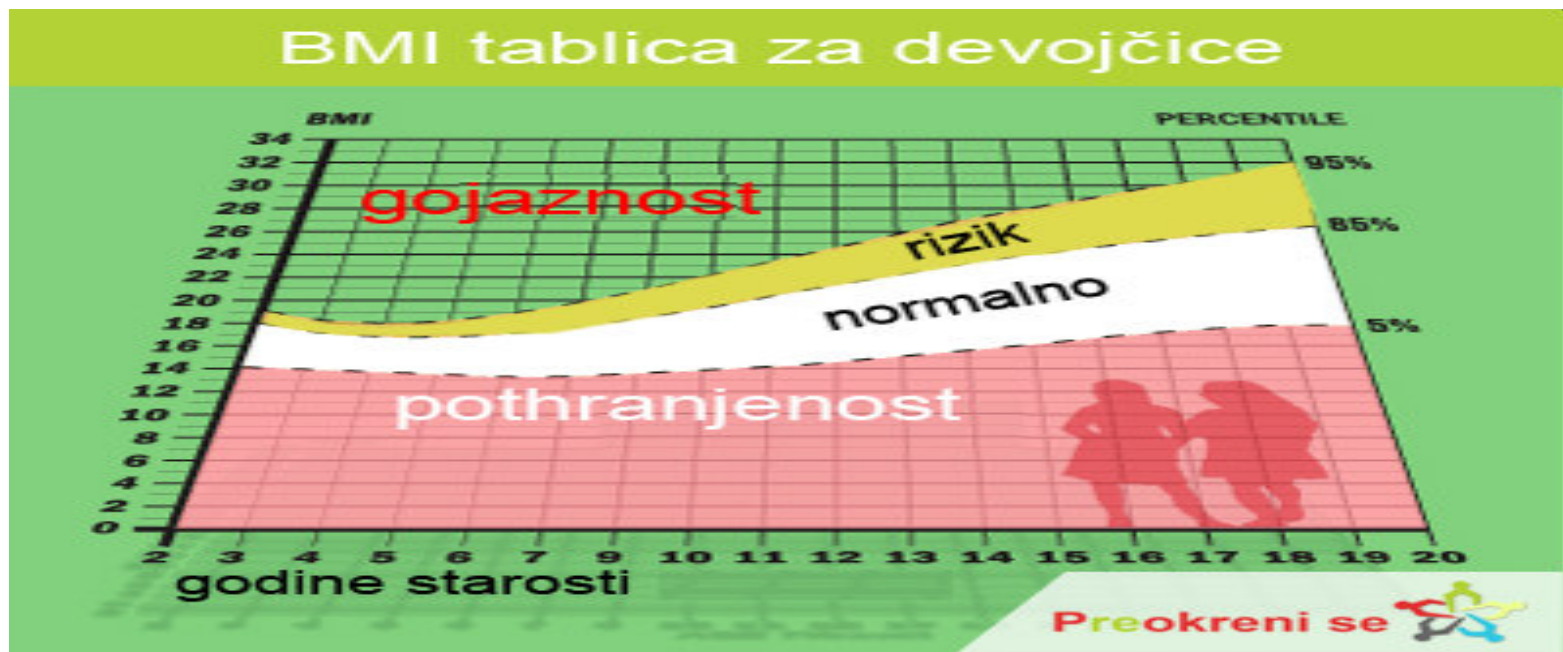 BMI tablica za devojčice
BMI
PERCENTILE
34
32
30
28
26
24
22
20
18
16
14
12
10
8
6
4
2
0
95%
85%
5%
gojaznost
rizik
normalno
pothranjenost
2 3 4 5 6 7 9 10 11 12 13 14 15 16 17 18 19 20
godine starosti
Preokreni se